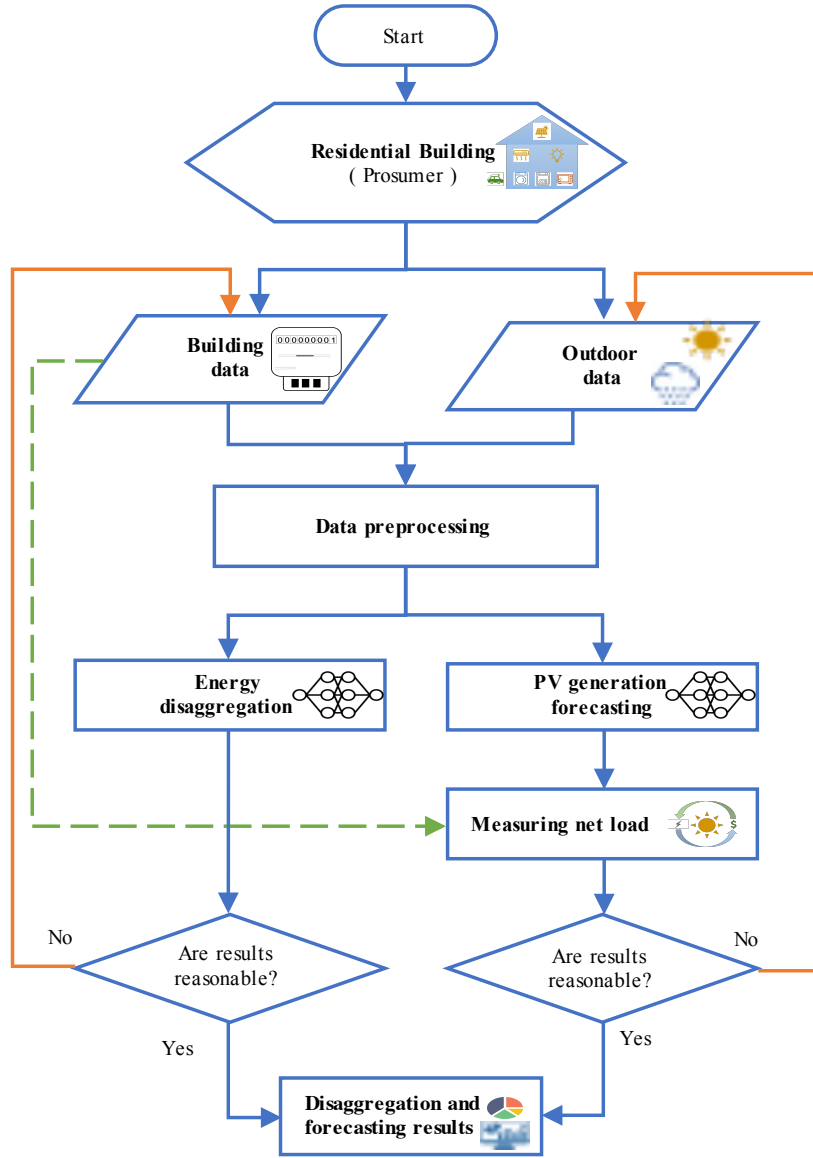 Start
Residential Building
( Prosumer )
Building
data
000000001
Outdoor
data
Data preprocessing
Energy
disaggregation
PV generation
forecasting
Measuring net load
$
No
Are results
reasonable?
Are results
reasonable?
No
Yes
Yes
Disaggregation and
forecasting results